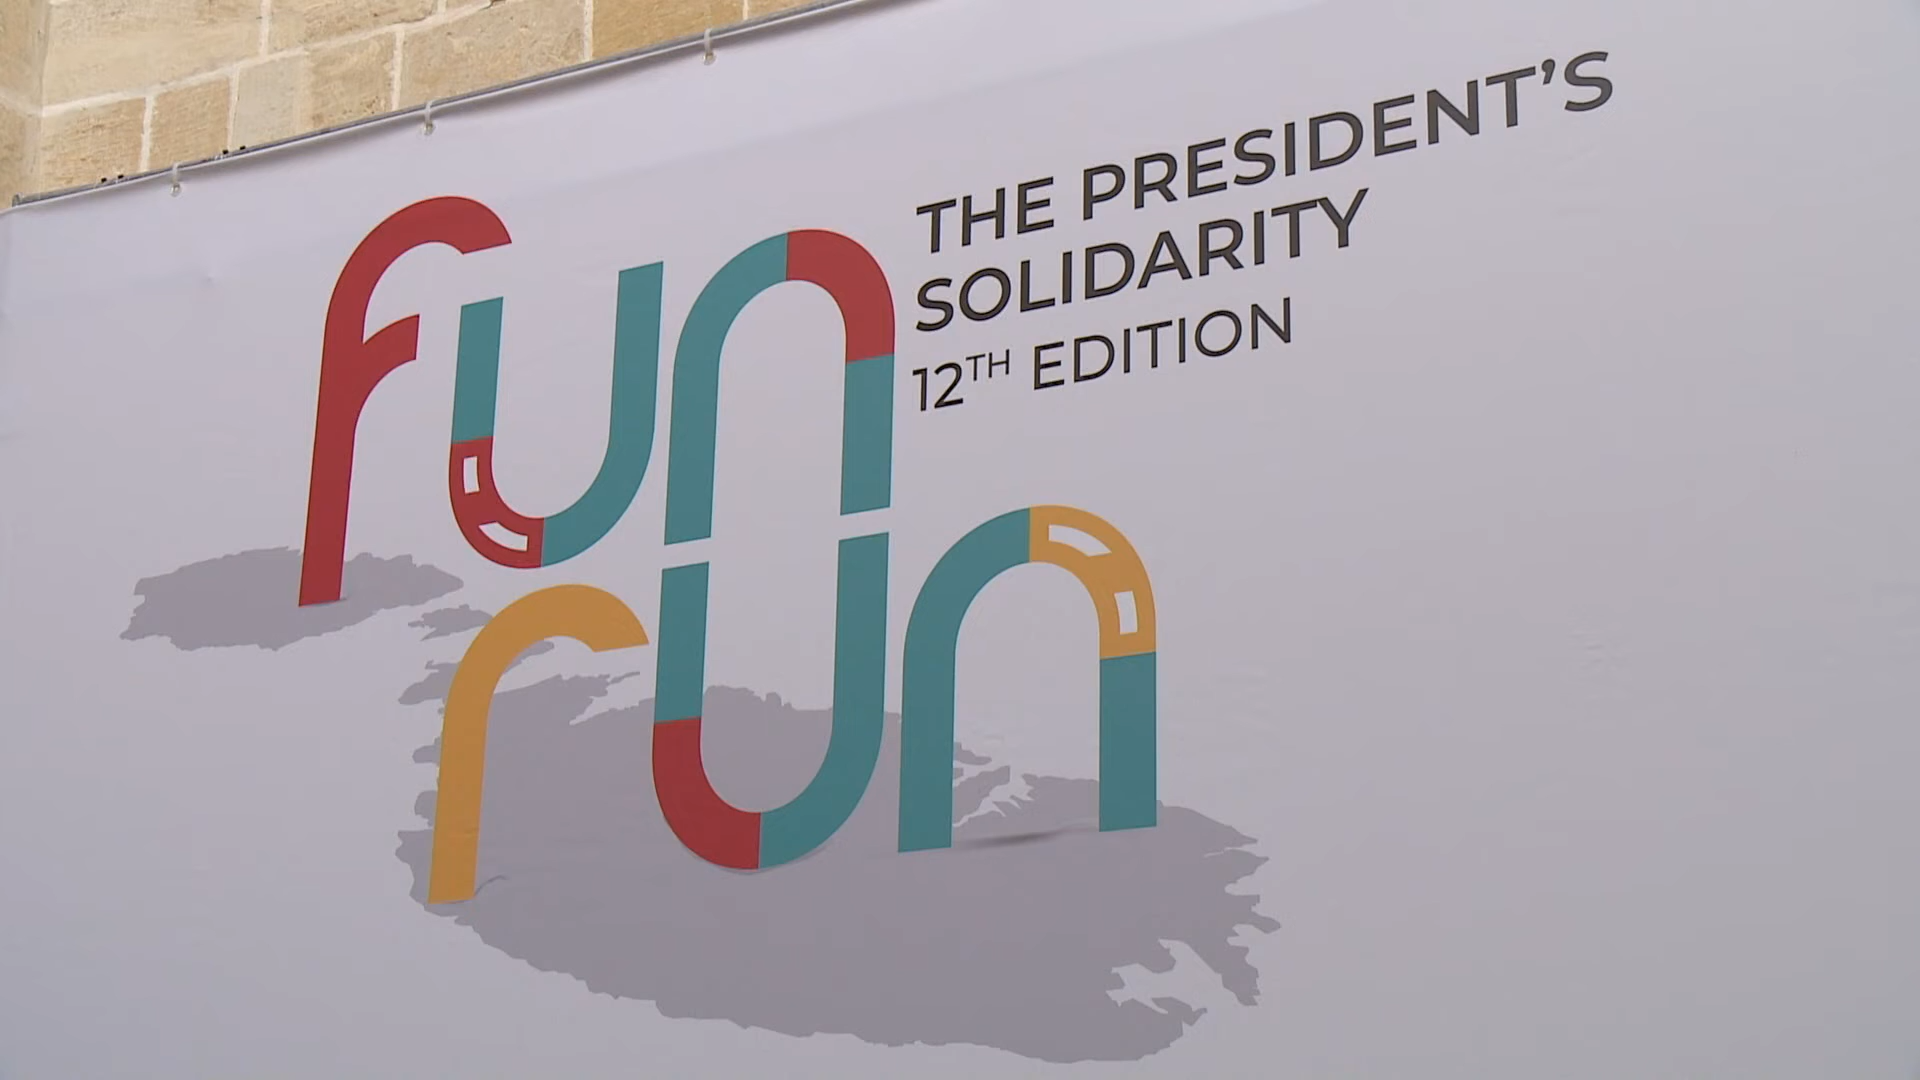 THE PRESIDENT'S
SOLIDARITY
12TH EDITION
fun
run